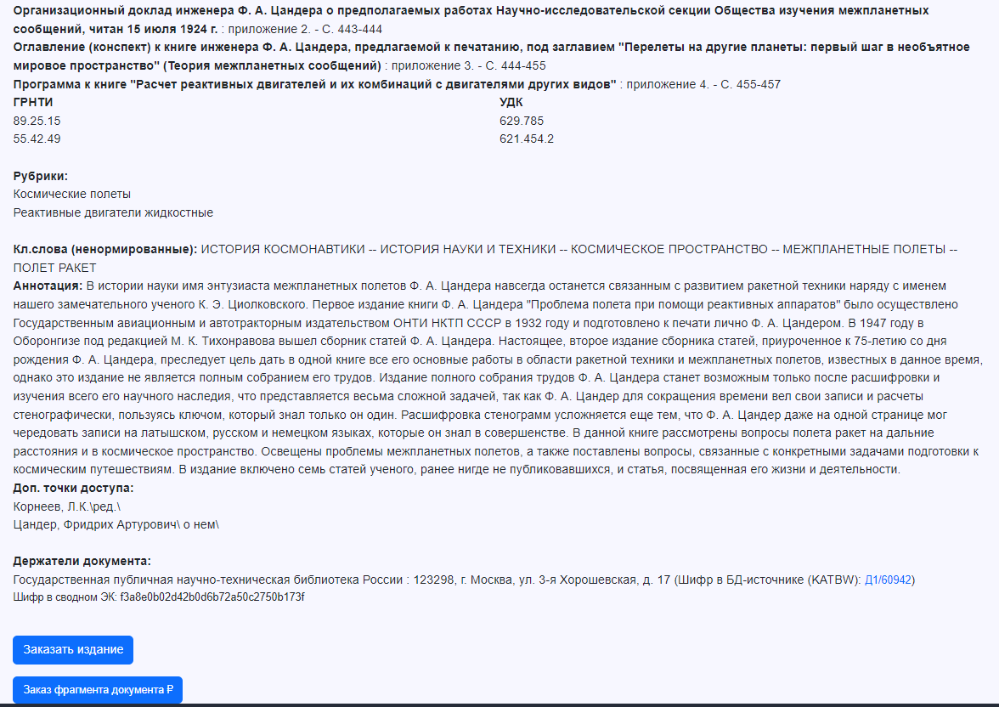 Организационный доклад инженера Ф. А. Цандера о предполагаемых работах Научно-исследовательской секции Общества изучения межпланетных
сообщений, читан 15 июля 1924 г. : приложение 2. - С. 443-444
Оглавление (конспект) к книге инженера Ф. А. Цандера, предлагаемой к печатанию, под заглавием "Перелеты на другие планеты: первый шаг в необъятное
мировое пространство" (Теория межпланетных сообщений) : приложение 3. - С. 444-455
Программа к книге "Расчет реактивных двигателей и их комбинаций с двигателями других видов" : приложение 4. - С. 455-457
ГРНТИ УДК
89.25.15 629.785
55.42.49 621.454.2
Рубрики:
Космические полеты
Реактивные двигатели жидкостные
Кл.слова (ненормированные): ИСТОРИЯ КОСМОНАВТИКИ -- ИСТОРИЯ НАУКИ И ТЕХНИКИ -- КОСМИЧЕСКОЕ ПРОСТРАНСТВО -- МЕЖПЛАНЕТНЫЕ ПОЛЕТЫ --
ПОЛЕТ РАКЕТ
Аннотация: В истории науки имя энтузиаста межпланетных полетов Ф. А. Цандера навсегда останется связанным с развитием ракетной техники наряду с именем
нашего замечательного ученого К. Э. Циолковского. Первое издание книги Ф. А. Цандера "Проблема полета при помощи реактивных аппаратов" было осуществлено
Государственным авиационным и автотракторным издательством ОНТИ НКТП СССР в 1932 году и подготовлено к печати лично Ф. А. Цандером. В 1947 году в
Оборонгизе под редакцией М. К. Тихонравова вышел сборник статей Ф. А. Цандера. Настоящее, второе издание сборника статей, приуроченное к 75-летию со дня
рождения Ф. А. Цандера, преследует цель дать в одной книге все его основные работы в области ракетной техники и межпланетных полетов, известных в данное время,
однако это издание не является полным собранием его трудов. Издание полного собрания трудов Ф. А. Цандера станет возможным только после расшифровки и
изучения всего его научного наследия, что представляется весьма сложной задачей, так как Ф. А. Цандер для сокращения времени вел свои записи и расчеты
стенографически, пользуясь ключом, который знал только он один. Расшифровка стенограмм усложняется еще тем, что Ф. А. Цандер даже на одной странице мог
чередовать записи на латышском, русском и немецком языках, которые он знал в совершенстве. В данной книге рассмотрены вопросы полета ракет на дальние
расстояния и в космическое пространство. Освещены проблемы межпланетных полетов, а также поставлены вопросы, связанные с конкретными задачами подготовки к
космическим путешествиям. В издание включено семь статей ученого, ранее нигде не публиковавшихся, и статья, посвященная его жизни и деятельности.
Доп. точки доступа:
Корнеев, Л.К.\ред.\
Цандер, Фридрих Артурович\ о нем\
Держатели документа:
Государственная публичная научно-техническая библиотека России : 123298, г. Москва, ул. 3-я Хорошевская, д. 17 (Шифр в БД-источнике (KATBW): Д1/60942)
Шифр в сводном ЭК: f3a8e0b02d42b0d6b72a50c2750b173f
Заказать издание
Заказ фрагмента документа ₽